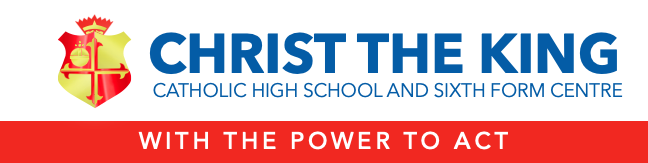 CHRIST THE KING
CATHOLIC HIGH SCHOOL AND SIXTH FORM CENTRE
WITH THE POWER TO ACT